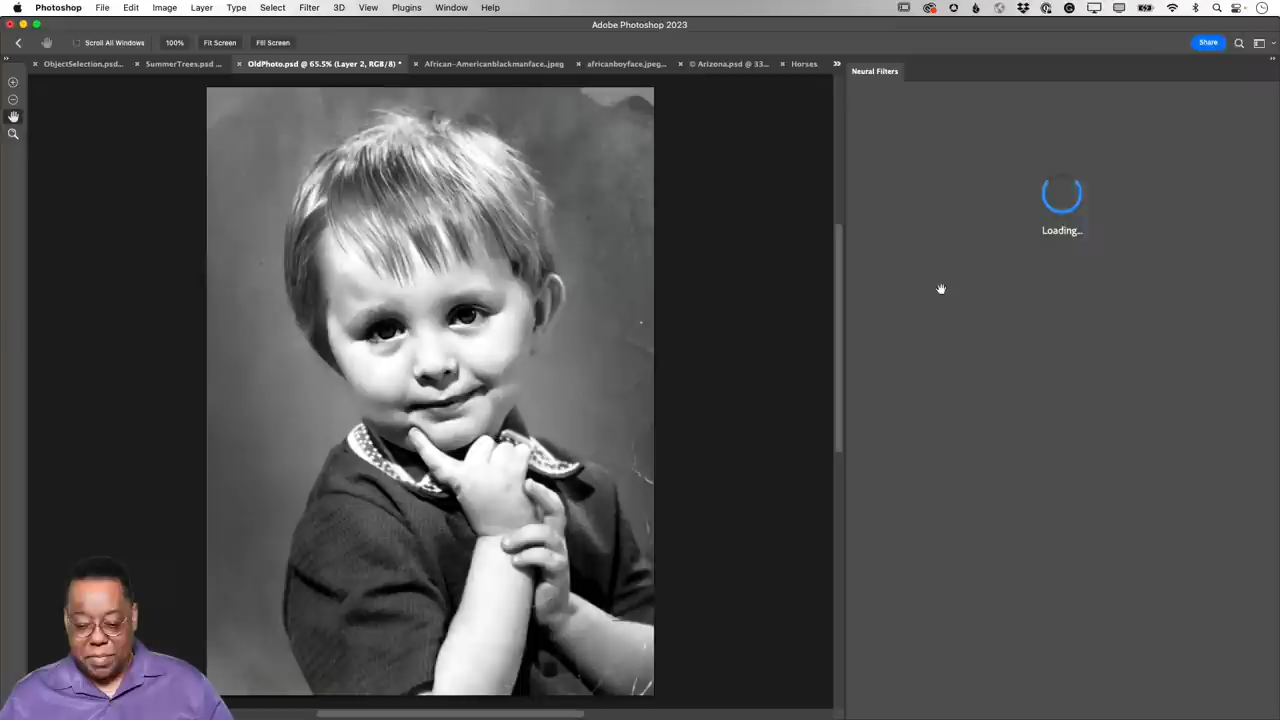 Photoshop File Edit Image Layer Type Select Filter 3D View Plugins Window Help
Adobe Photoshop 2023
Scroll All Windows 100% Fit Screen Fill Screen Share
ObjectSelection.psd... SummerTrees.psd ... OldPhoto.psd @ 65.5% (Layer 2, RGB/8) * African-Americanblackmanface.jpeg africanboyface.jpeg... © Arizona.psd @ 33... Horses
Neural Filters
Loading...